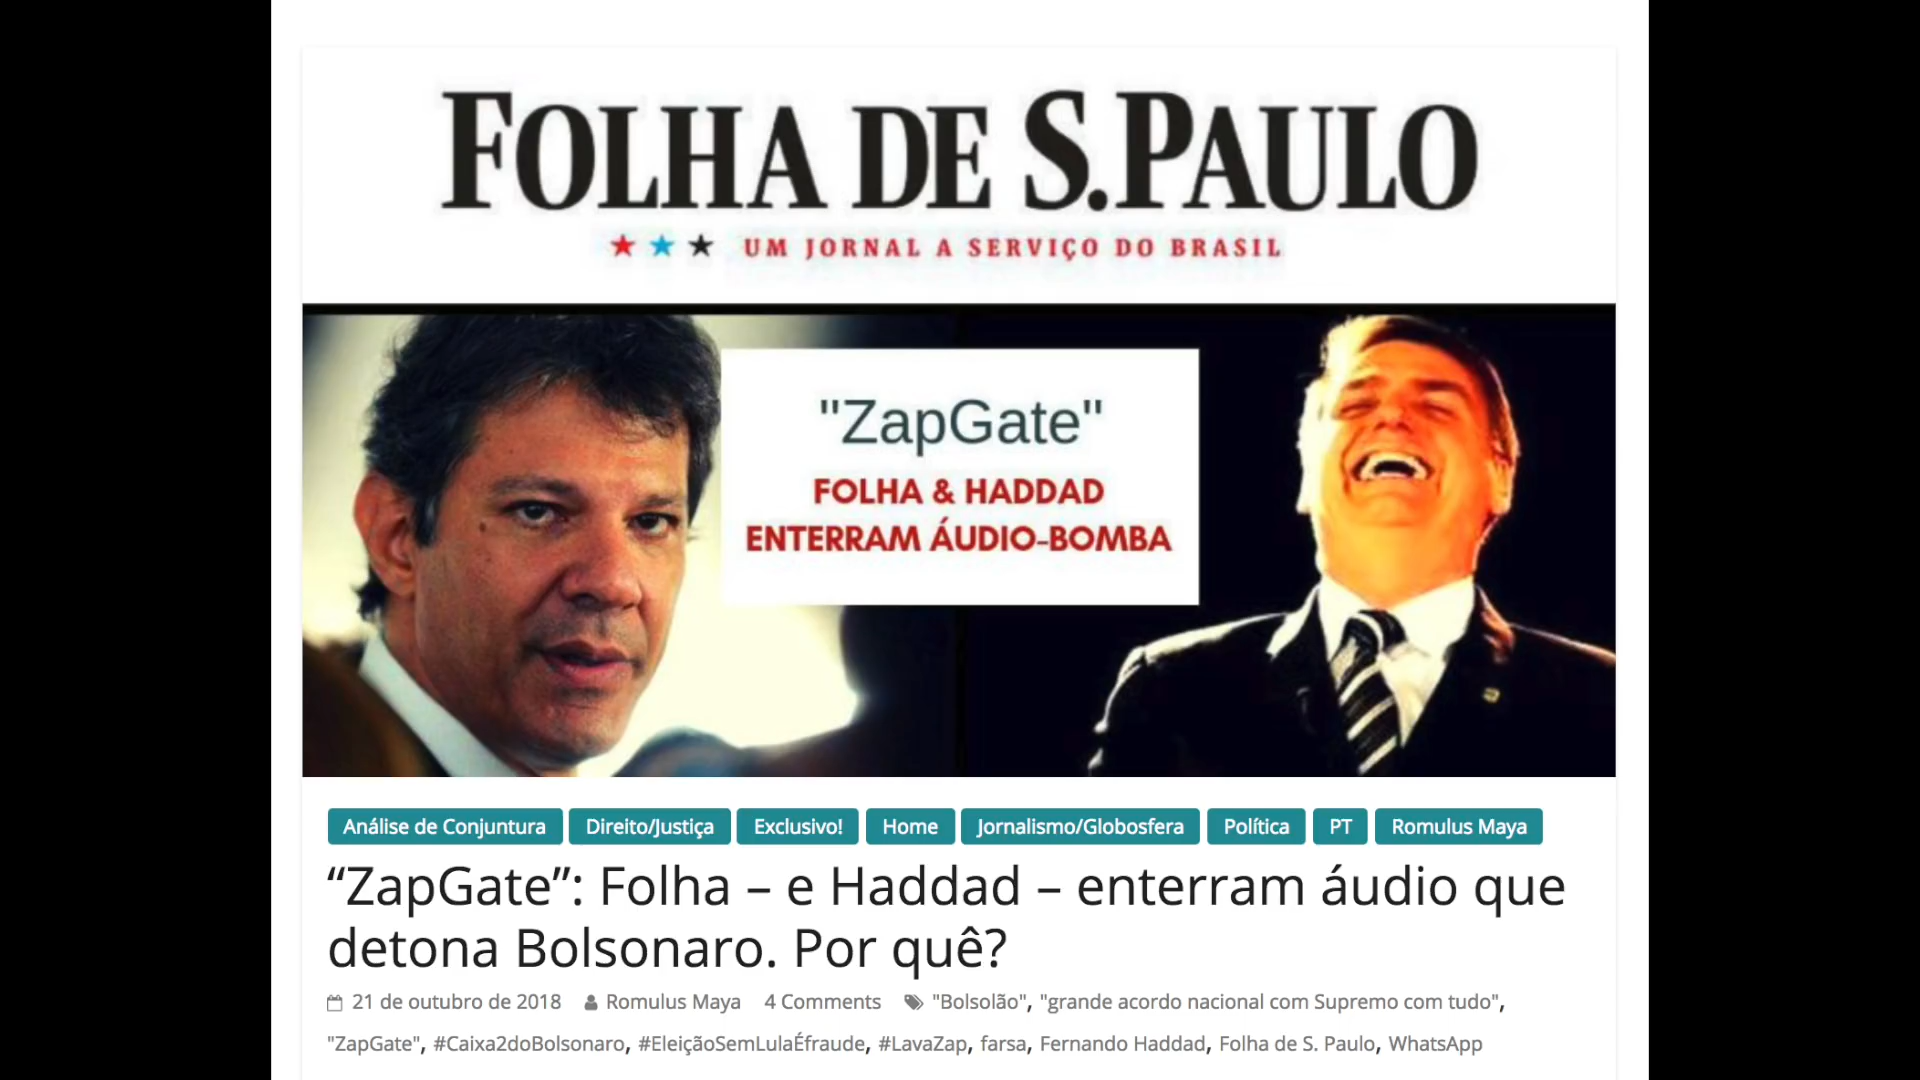 FOLHA DE S.PAULO
★ ★ ★ UM JORNAL A SERVIÇO DO BRASIL
"ZapGate"
FOLHA & HADDAD
ENTERRAM ÁUDIO-BOMBA
Análise de Conjuntura Direito/Justiça Exclusivo! Home Jornalismo/Globosfera Política PT Romulus Maya
“ZapGate”: Folha – e Haddad – enterram áudio que
detona Bolsonaro. Por quê?
21 de outubro de 2018 Romulus Maya 4 Comments "Bolsolão", "grande acordo nacional com Supremo com tudo",
"ZapGate", #Caixa2doBolsonaro, #EleiçãoSemLulaÉfraude, #LavaZap, farsa, Fernando Haddad, Folha de S. Paulo, WhatsApp